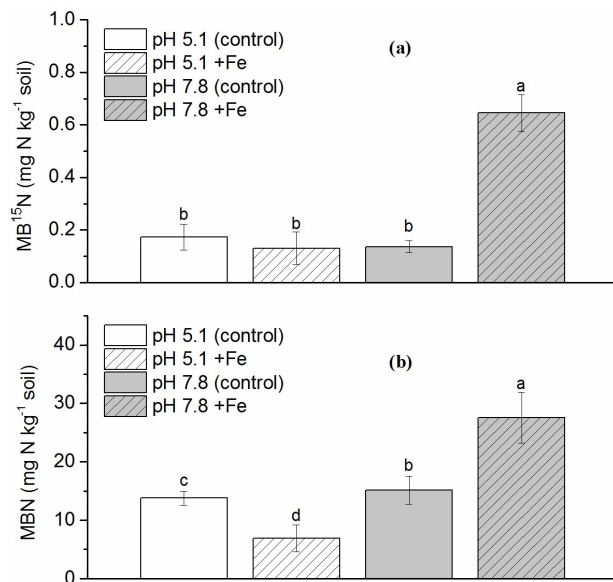 1.0
0.8
0.6
0.4
0.2
0.0
MB¹⁵N (mg N kg⁻¹ soil)
pH 5.1 (control)
pH 5.1 +Fe
pH 7.8 (control)
pH 7.8 +Fe
(a)
b
b
b
a
40
30
20
10
0
MBN (mg N kg⁻¹ soil)
pH 5.1 (control)
pH 5.1 +Fe
pH 7.8 (control)
pH 7.8 +Fe
(b)
c
d
b
a